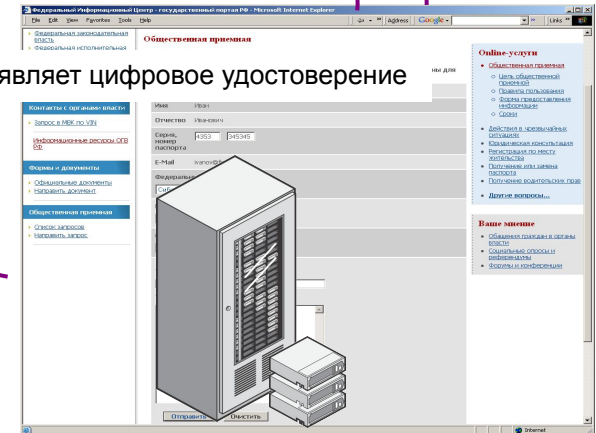 Федеральный Информационный Центр - государственный портал РФ - Microsoft Internet Explorer
File Edit View Favorites Tools Help
Address Google Links
Федеральная законодательная
власть
Федеральная исполнительная
Общественная приемная
являет цифровое удостоверение
ны для
Контакты с органами власти
Запрос в МВК по VIN
Информационные ресурсы ОГВ
РФ
Формы и документы
Официальные документы
Направить документ
Общественная приемная
Список запросов
Направить запрос
Имя Иван
Отчество Иванович
Серия,
номер
паспорта
4353 345345
E-Mail
Отправить Очистить
Online-услуги
Общественная приемная
Цель общественной
приемной
Правила пользования
Форма предоставления
информации
Сроки
Действия в чрезвычайных
ситуациях
Юридическая консультация
Регистрация по месту
жительства
Получение или замена
паспорта
Получение водительских прав
Другие вопросы...
Ваше мнение
Обращения граждан в органы
власти
Социальные опросы и
референдумы
Форумы и конференции
Internet